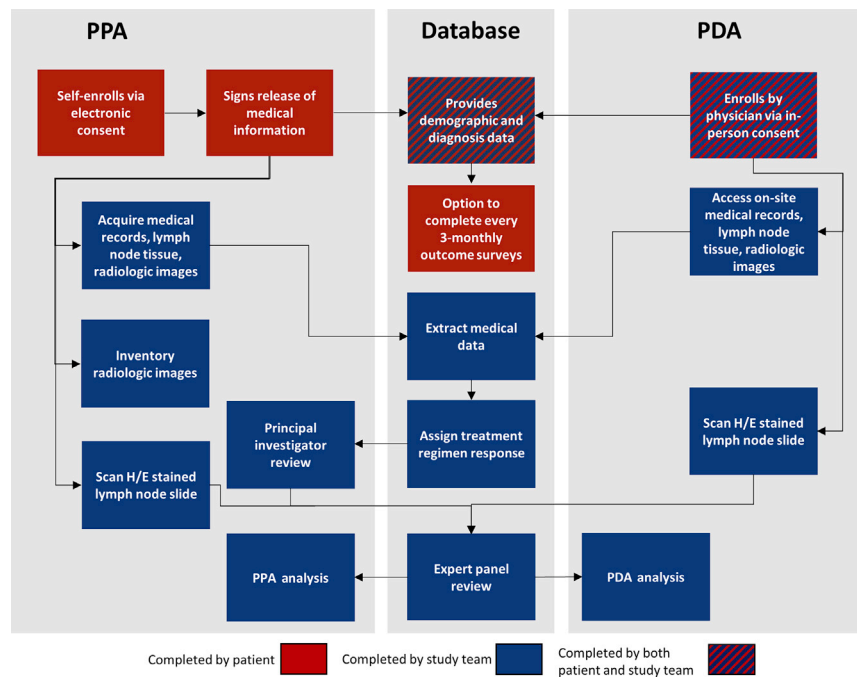 PPA
Database
PDA
Self-enrolls via
electronic
consent
Signs release of
medical
information
Provides
demographic and
diagnosis data
Enrolls by
physician via in-
person consent
Option to
complete every
3-monthly
outcome surveys
Acquire medical
records, lymph
node tissue,
radiologic images
Access on-site
medical records,
lymph node
tissue, radiologic
images
Extract medical
data
Inventory
radiologic images
Principal
investigator
review
Assign treatment
regimen response
Scan H/E stained
lymph node slide
Scan H/E stained
lymph node slide
PPA analysis
Expert panel
review
PDA analysis
Completed by patient
Completed by study team
Completed by both
patient and study team